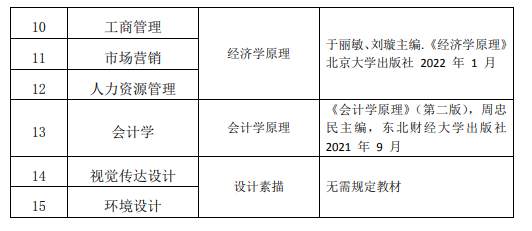 10 工商管理
11 市场营销
12 人力资源管理
经济学原理
于丽敏、刘璇主编.《经济学原理》
北京大学出版社 2022 年 1 月
13 会计学 会计学原理
《会计学原理》（第二版），周忠
民主编，东北财经大学出版社
2021 年 9 月
14 视觉传达设计
15 环境设计
设计素描
无需规定教材